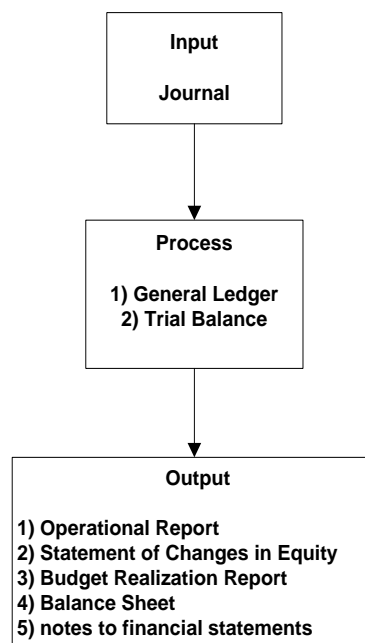 Input
Journal
Process
1) General Ledger
2) Trial Balance
Output
1) Operational Report
2) Statement of Changes in Equity
3) Budget Realization Report
4) Balance Sheet
5) notes to financial statements